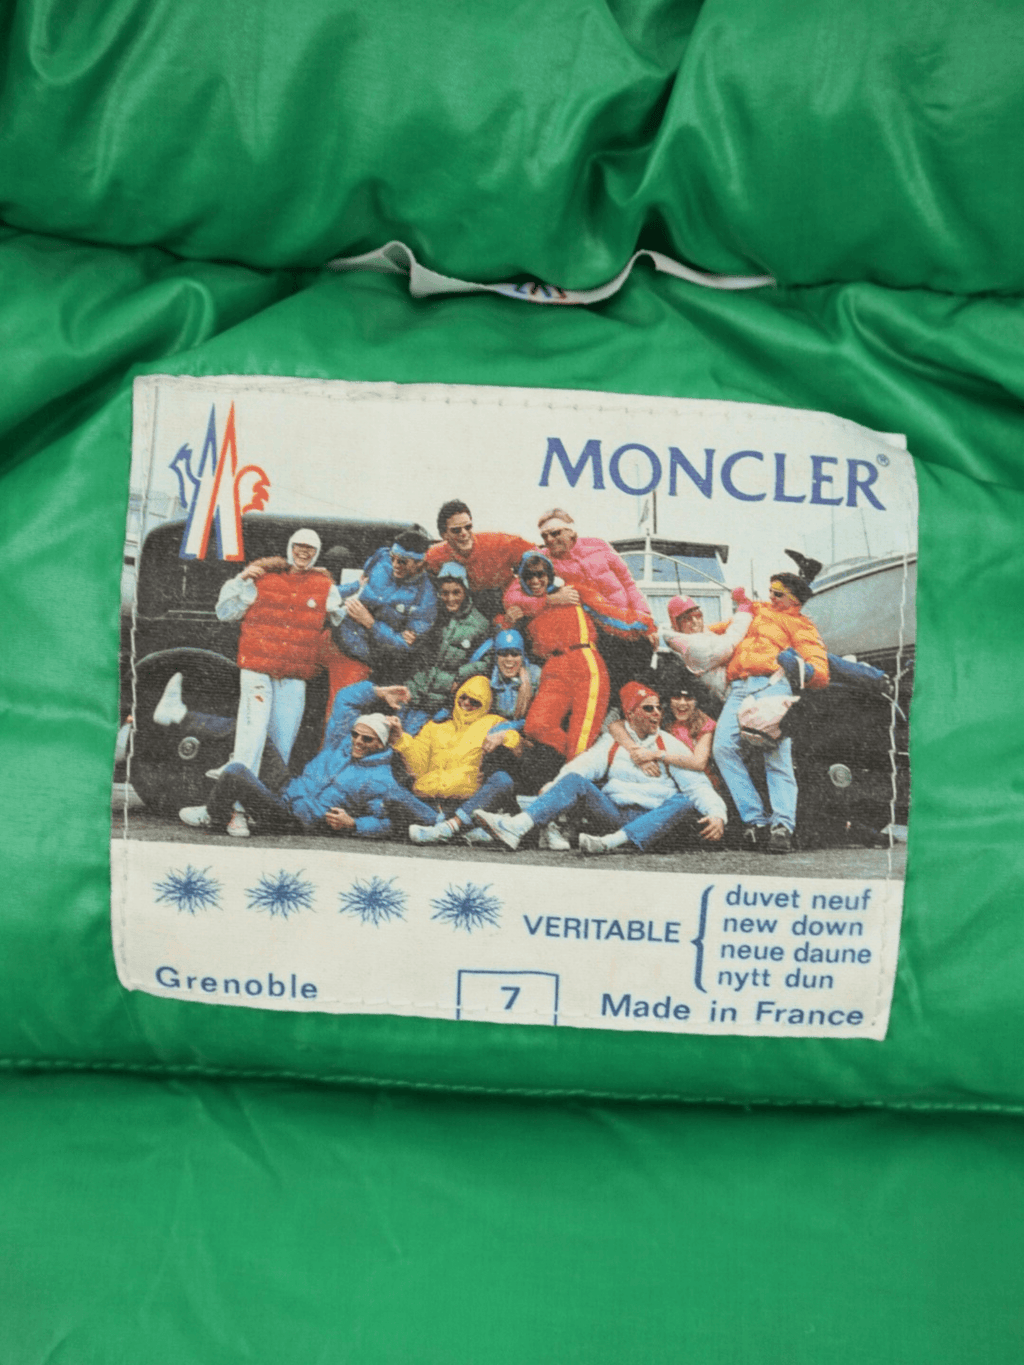 MONCLER®
VERITABLE
duvet neuf
new down
neue daune
nytt dun
Grenoble
7
Made in France